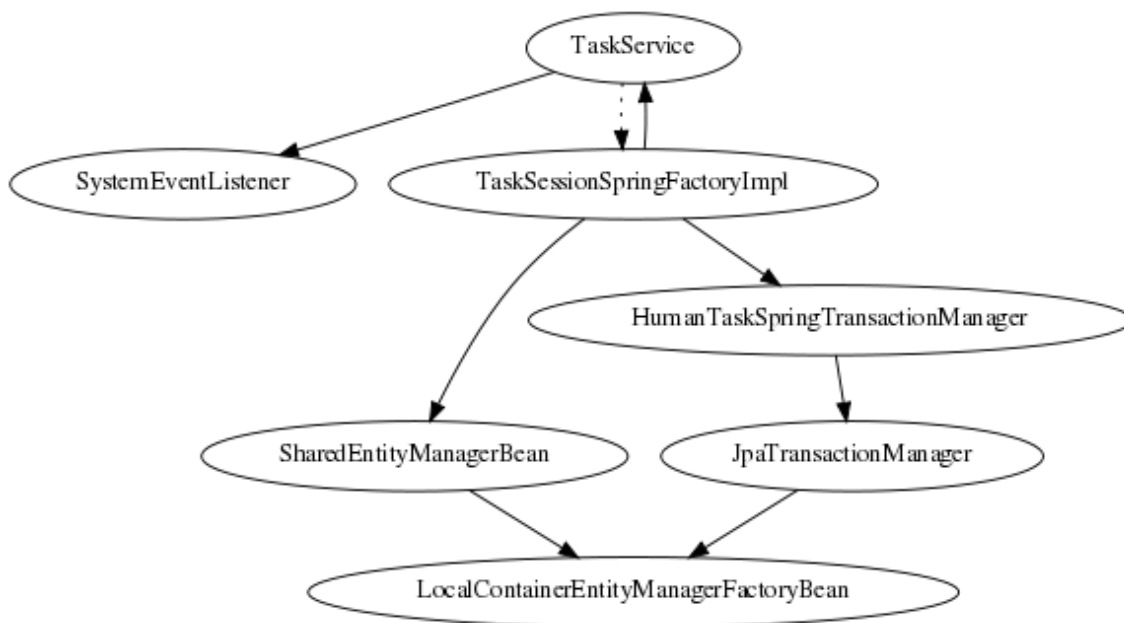 TaskService
SystemEventListener
TaskSessionSpringFactoryImpl
HumanTaskSpringTransactionManager
SharedEntityManagerBean
JpaTransactionManager
LocalContainerEntityManagerFactoryBean